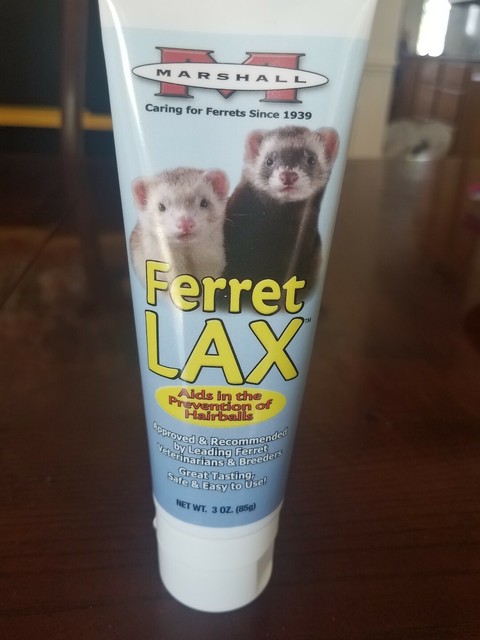 M
MARSHALL
Caring for Ferrets Since 1939
Ferret
LAX™
Aids in the
Prevention of
Hairballs
Approved & Recommended
by Leading Ferret
Veterinarians & Breeders
Great Tasting,
Safe & Easy to Use!
NET WT. 3 OZ. (85g)